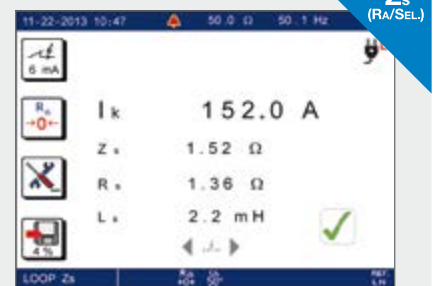 Zs
(RA/SEL.)
11-22-2013 10:47 50.0 Ω 50.1 Hz
6 mA
Ik 152.0 A
Zs 1.52 Ω
Rs 1.36 Ω
Ls 2.2 mH
4 %
LOOP Zs